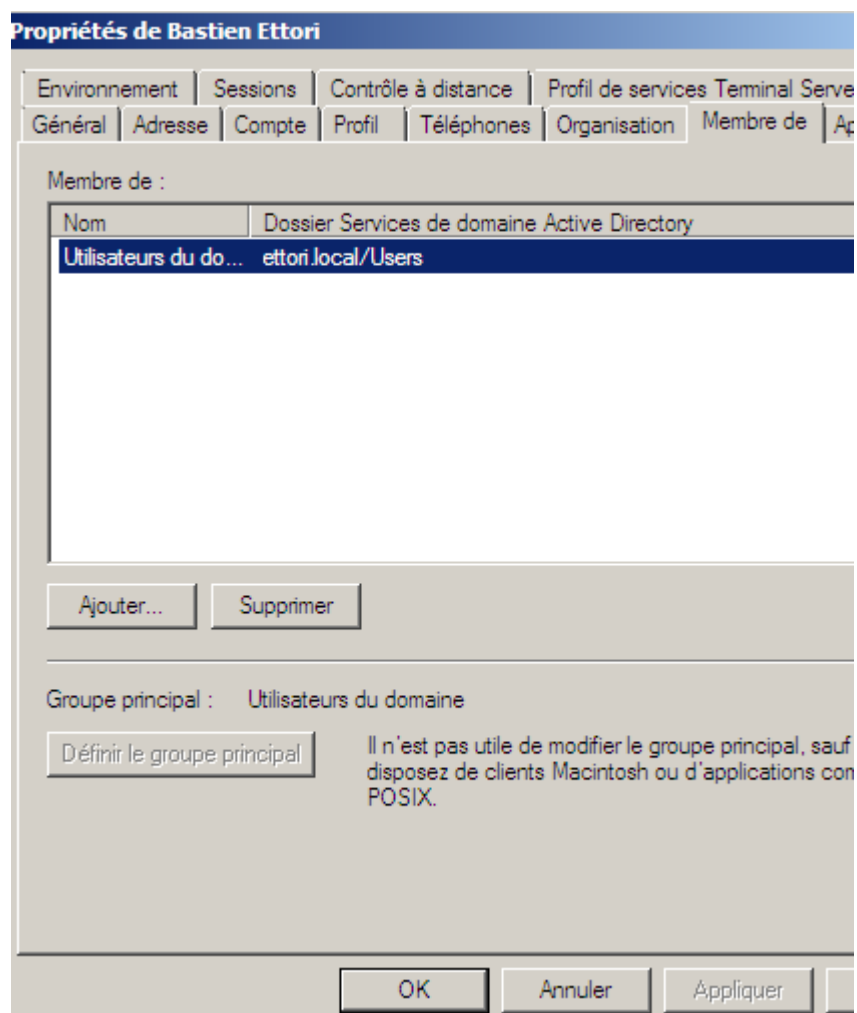 Propriétés de Bastien Ettori
Environnement Sessions Contrôle à distance Profil de services Terminal Serve
Général Adresse Compte Profil Téléphones Organisation Membre de Ap
Membre de :
Nom Dossier Services de domaine Active Directory
Utilisateurs du do... ettori.local/Users
Ajouter... Supprimer
Groupe principal : Utilisateurs du domaine
Définir le groupe principal
Il n'est pas utile de modifier le groupe principal, sauf
disposez de clients Macintosh ou d'applications com
POSIX.
OK Annuler Appliquer